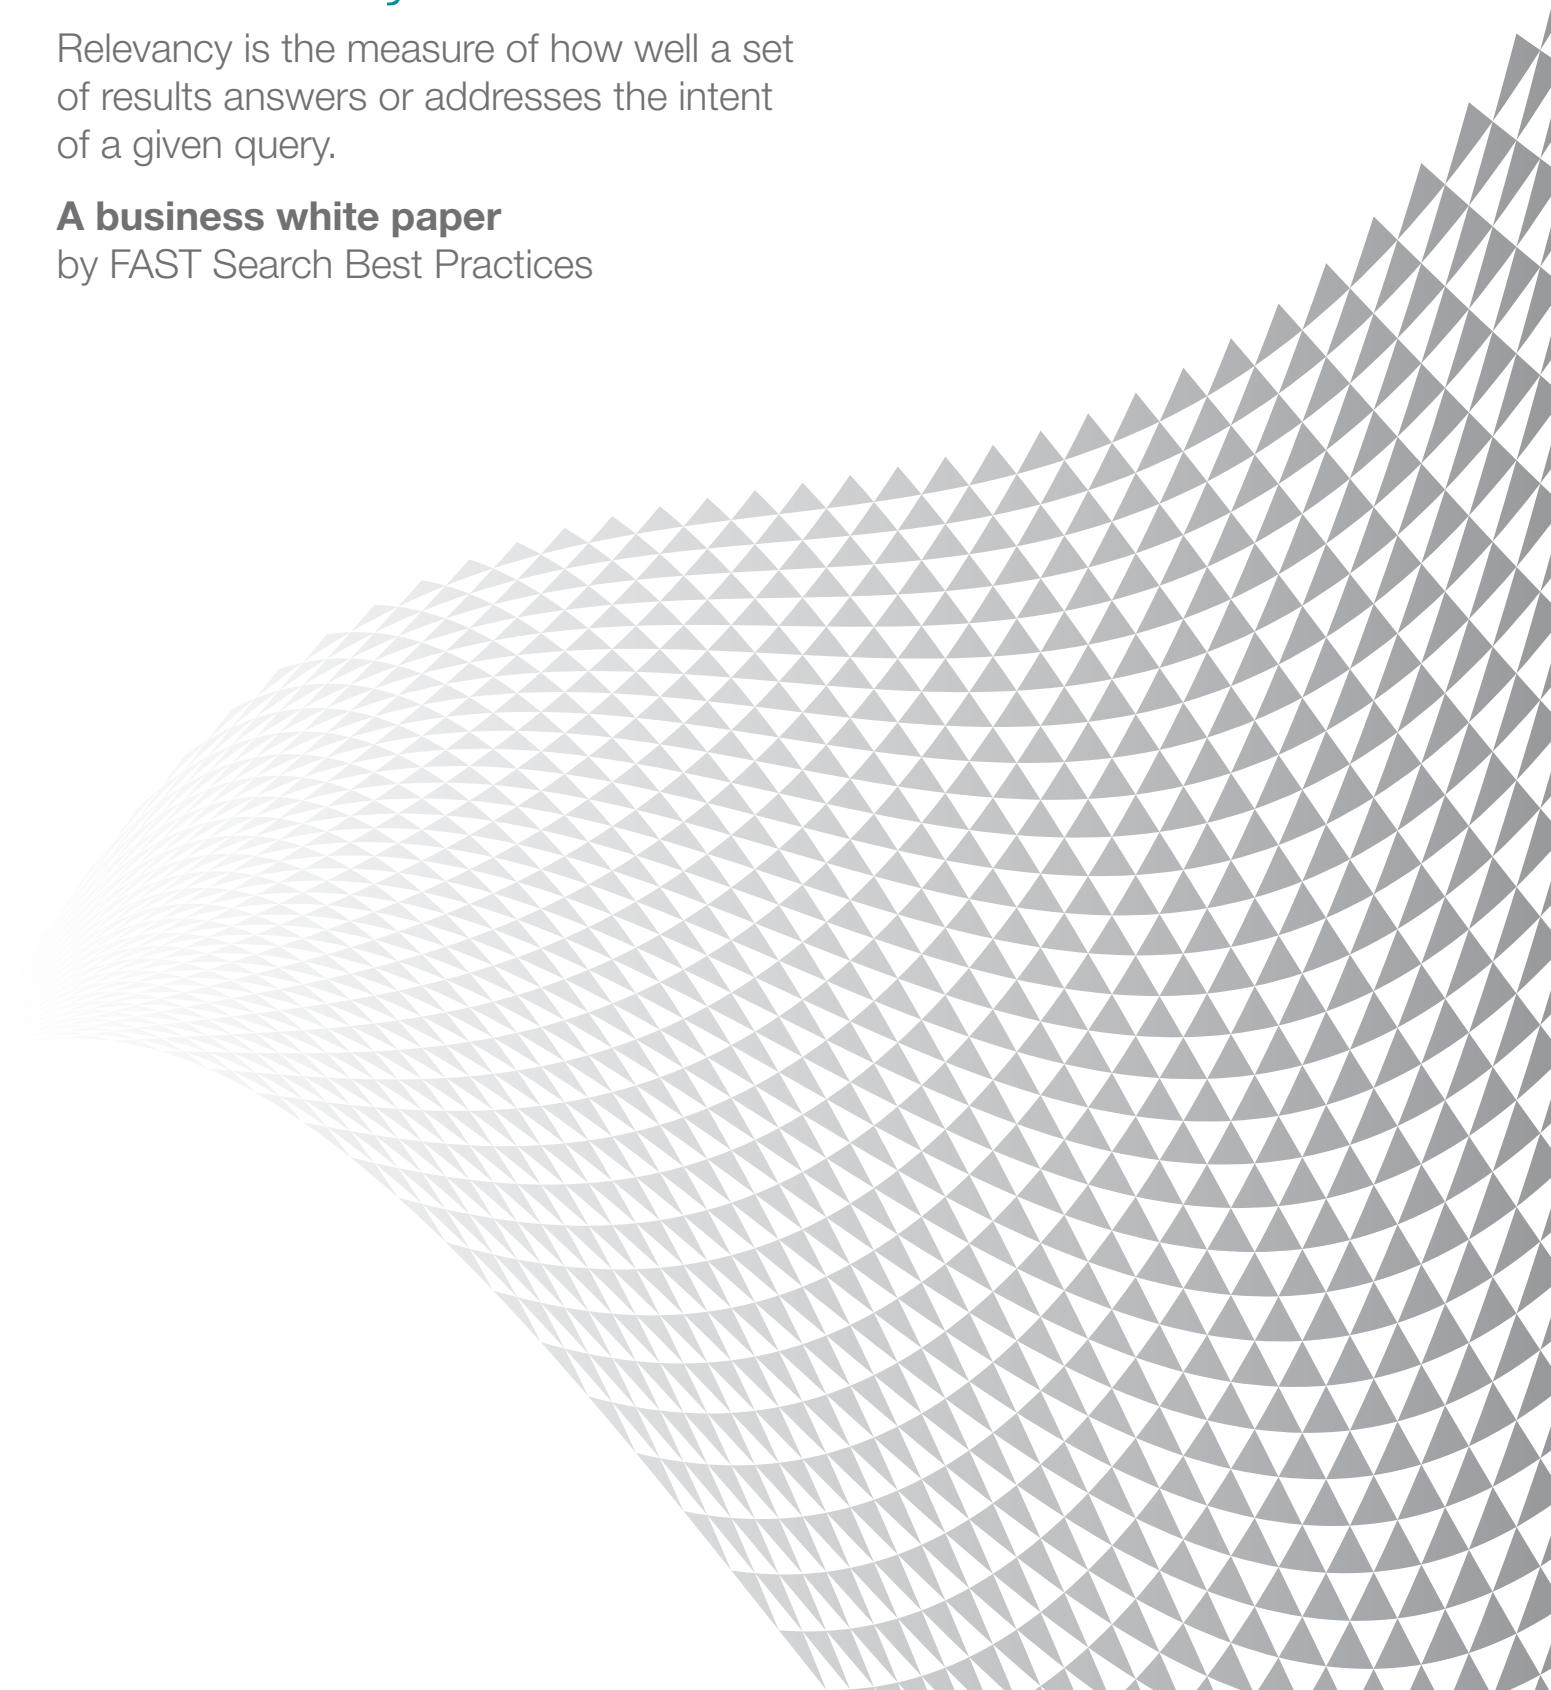 Relevancy is the measure of how well a set
of results answers or addresses the intent
of a given query.
A business white paper
by FAST Search Best Practices